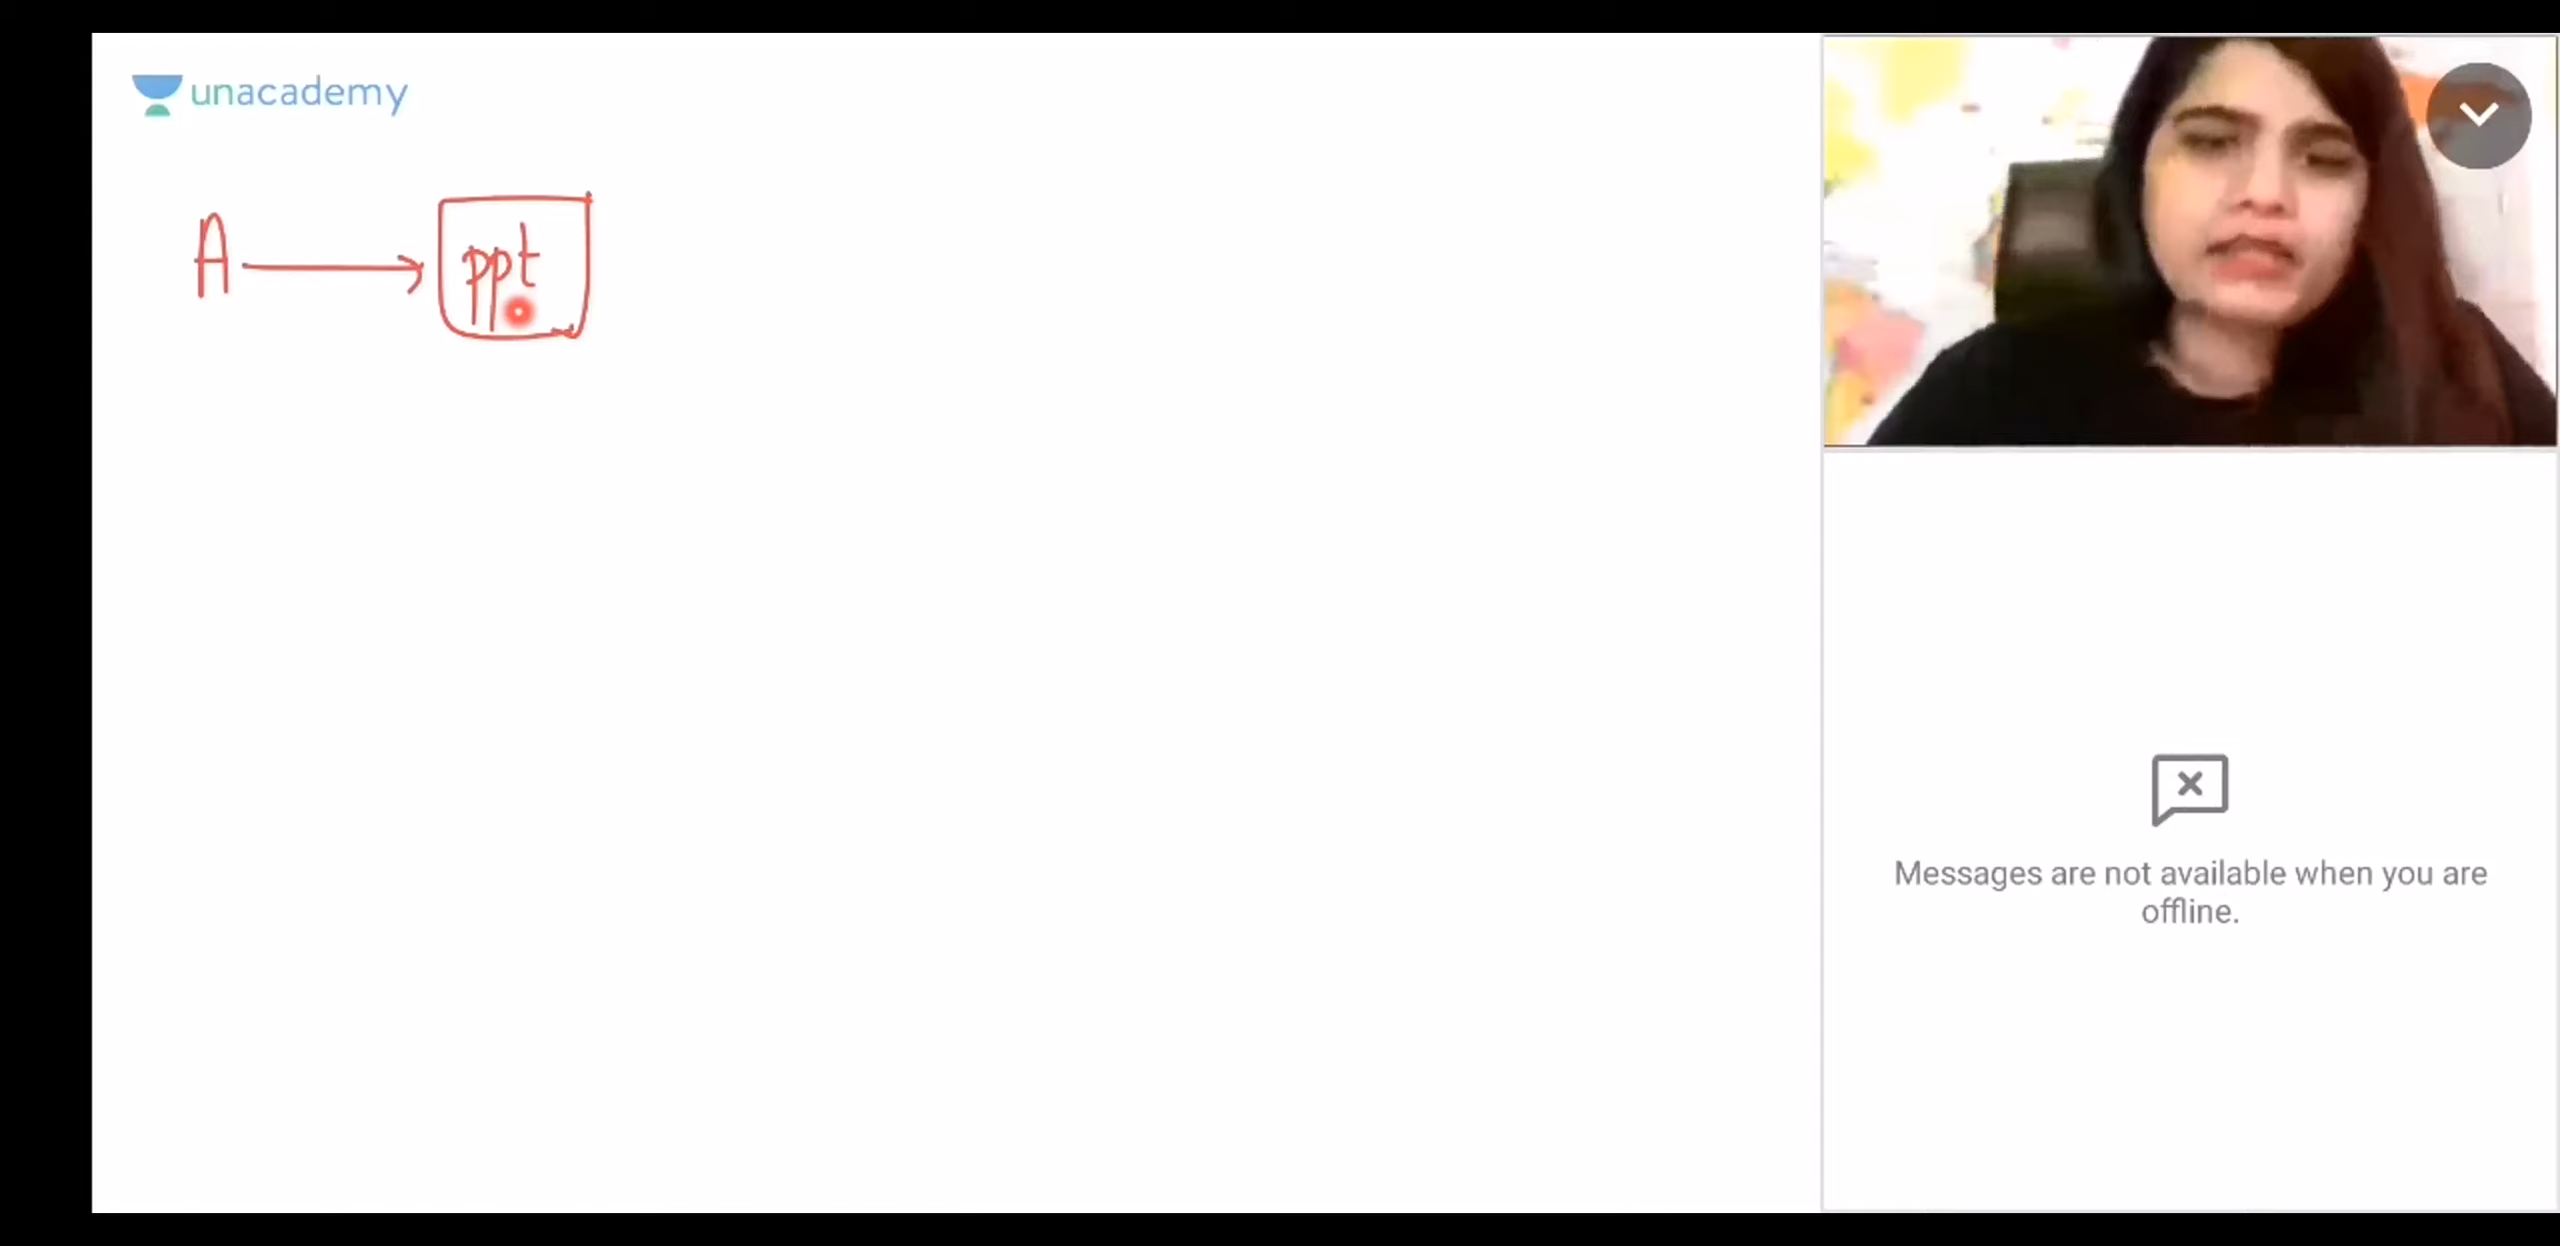 unacademy
A → ppt
Messages are not available when you are
offline.